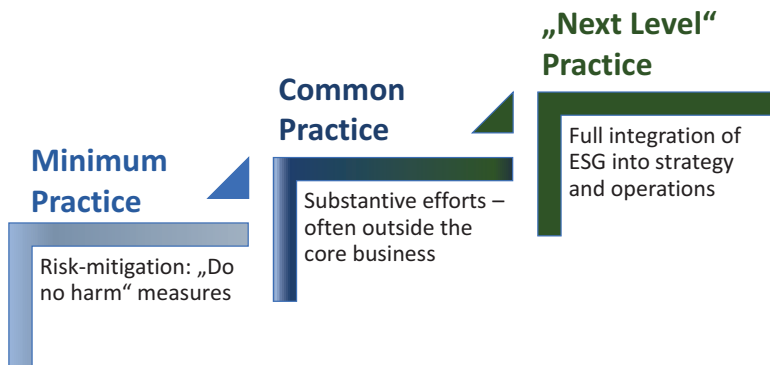 Minimum
Practice
Risk-mitigation: „Do
no harm“ measures
Common
Practice
Substantive efforts –
often outside the
core business
„Next Level“
Practice
Full integration of
ESG into strategy
and operations